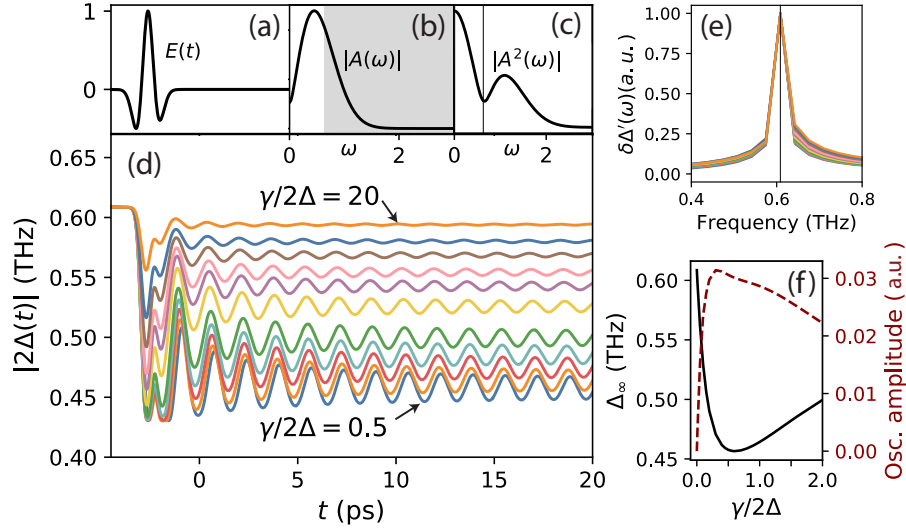 (a)
E(t)
1
0
(b)
|A(ω)|
0
ω
2
(c)
|A²(ω)|
0
ω
2
(d)
γ/2Δ = 20
γ/2Δ = 0.5
|2Δ(t)| (THz)
0.65
0.60
0.55
0.50
0.45
0.40
0
5
10
15
20
t (ps)
(e)
δΔ′(ω)(a.u.)
1.00
0.75
0.50
0.25
0.00
0.4
0.6
0.8
Frequency (THz)
(f)
Δ∞ (THz)
0.60
0.55
0.50
0.45
0.03
0.02
0.01
0.00
Osc. amplitude (a.u.)
0.0
1.0
2.0
γ/2Δ